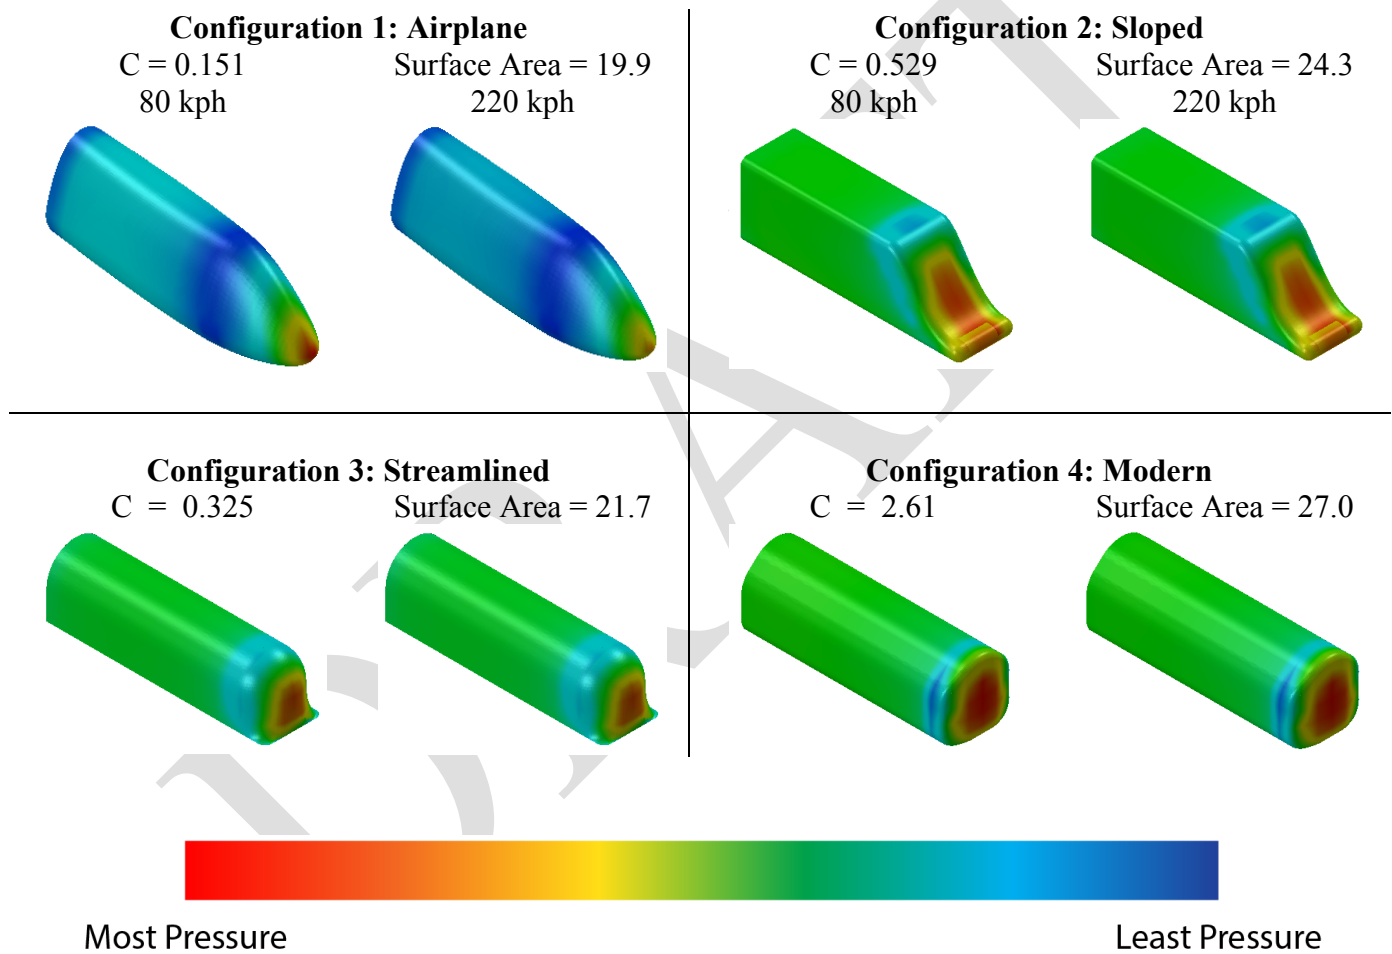 Configuration 1: Airplane
C = 0.151 Surface Area = 19.9
80 kph 220 kph
Configuration 2: Sloped
C = 0.529 Surface Area = 24.3
80 kph 220 kph
Configuration 3: Streamlined
C = 0.325 Surface Area = 21.7
Configuration 4: Modern
C = 2.61 Surface Area = 27.0
Most Pressure Least Pressure